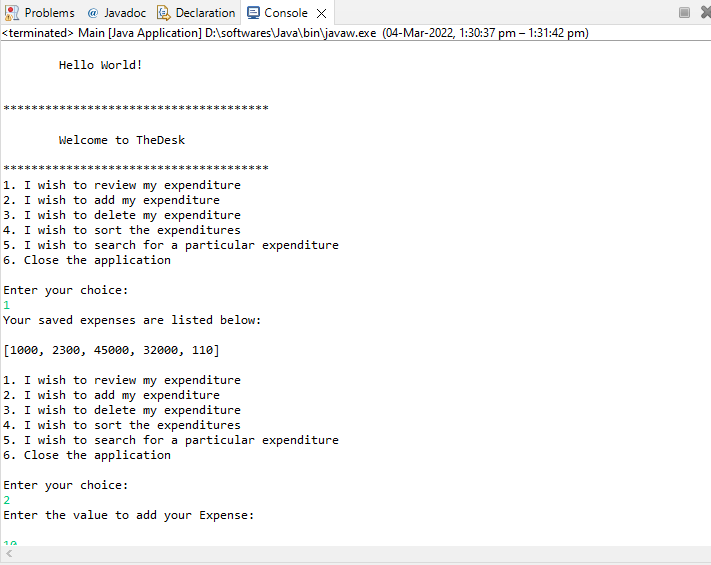 Problems @ Javadoc Declaration Console
<terminated> Main [Java Application] D:\softwares\Java\bin\javaw.exe (04-Mar-2022, 1:30:37 pm – 1:31:42 pm)
Hello World!
**************************************
Welcome to TheDesk
**************************************
1. I wish to review my expenditure
2. I wish to add my expenditure
3. I wish to delete my expenditure
4. I wish to sort the expenditures
5. I wish to search for a particular expenditure
6. Close the application
Enter your choice:
1
Your saved expenses are listed below:
[1000, 2300, 45000, 32000, 110]
1. I wish to review my expenditure
2. I wish to add my expenditure
3. I wish to delete my expenditure
4. I wish to sort the expenditures
5. I wish to search for a particular expenditure
6. Close the application
Enter your choice:
2
Enter the value to add your Expense: